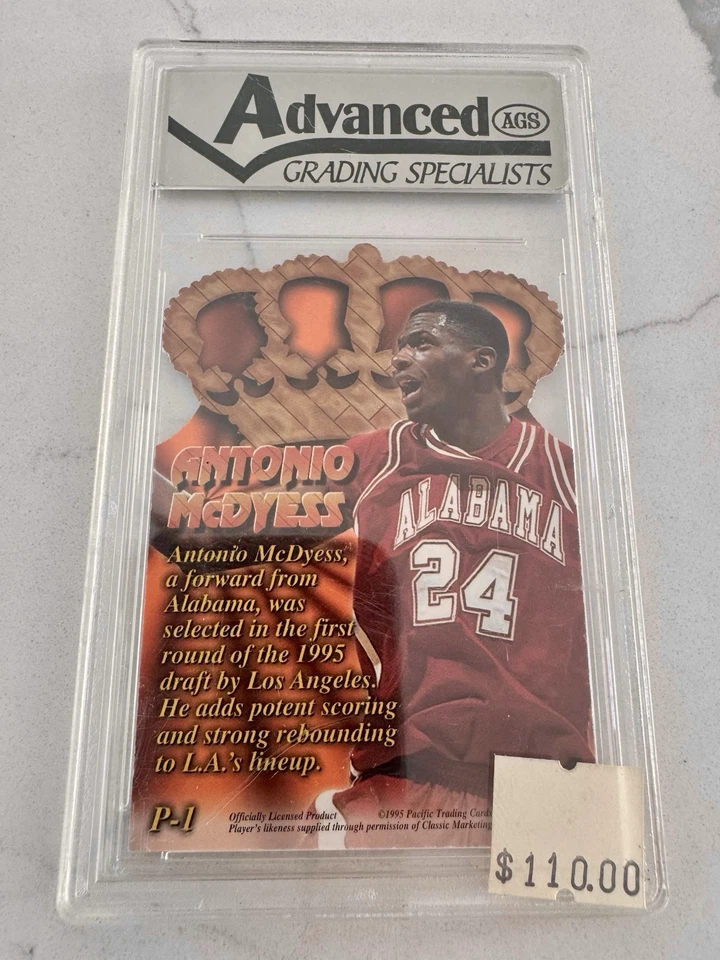 Advanced AGS
GRADING SPECIALISTS
ANTONIO
McDYESS
ALABAMA
24
Antonio McDyess,
a forward from
Alabama, was
selected in the first
round of the 1995
draft by Los Angeles.
He adds potent scoring
and strong rebounding
to L.A.'s lineup.
P-1
Officially Licensed Product ©1995 Pacific Trading Cards
Player's likeness supplied through permission of Classic Marketing
$110.00